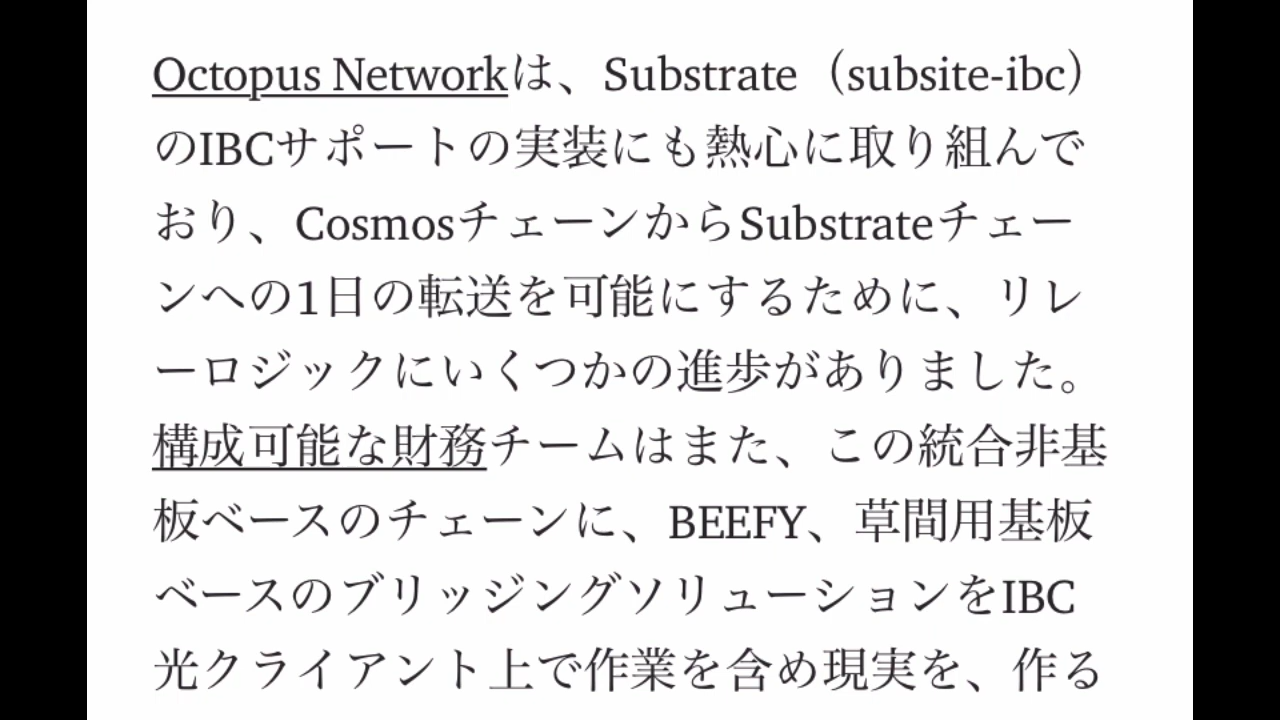 Octopus Networkは、Substrate（subsite-ibc）
のIBCサポートの実装にも熱心に取り組んで
おり、CosmosチェーンからSubstrateチェー
ンへの1日の転送を可能にするために、リレ
ーロジックにいくつかの進歩がありました。
構成可能な財務チームはまた、この統合非基
板ベースのチェーンに、BEEFY、草間用基板
ベースのブリッジングソリューションをIBC
光クライアント上で作業を含め現実を、作る